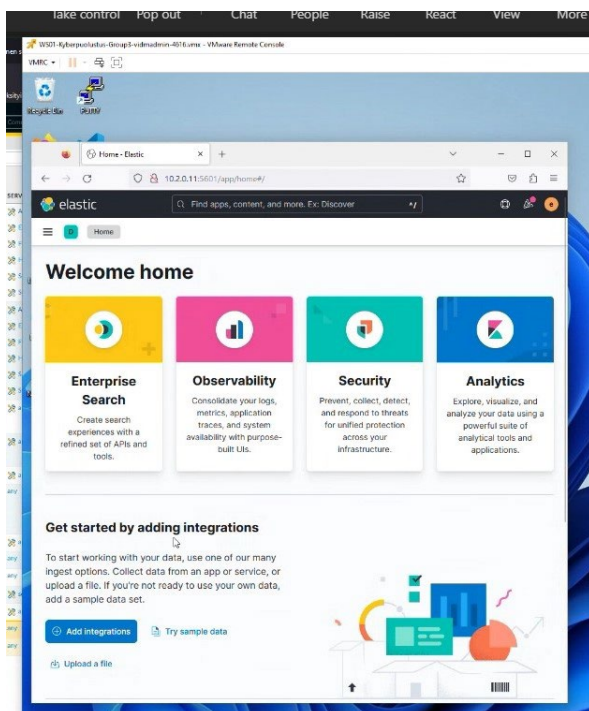 Take control Pop out Chat People Raise React View More
WS01-Kyberpuolustus-Group3-vidmadmin-4616.vmx - VMware Remote Console
VMRC
Recycle Bin PuTTY
Home - Elastic
10.2.0.11:5601/app/home#/
elastic
Find apps, content, and more. Ex: Discover
D Home
Welcome home
Enterprise Search
Create search experiences with a refined set of APIs and tools.
Observability
Consolidate your logs, metrics, application traces, and system availability with purpose-built UIs.
Security
Prevent, collect, detect, and respond to threats for unified protection across your infrastructure.
Analytics
Explore, visualize, and analyze your data using a powerful suite of analytical tools and applications.
Get started by adding integrations
To start working with your data, use one of our many
ingest options. Collect data from an app or service, or
upload a file. If you're not ready to use your own data,
add a sample data set.
Add integrations Try sample data
Upload a file